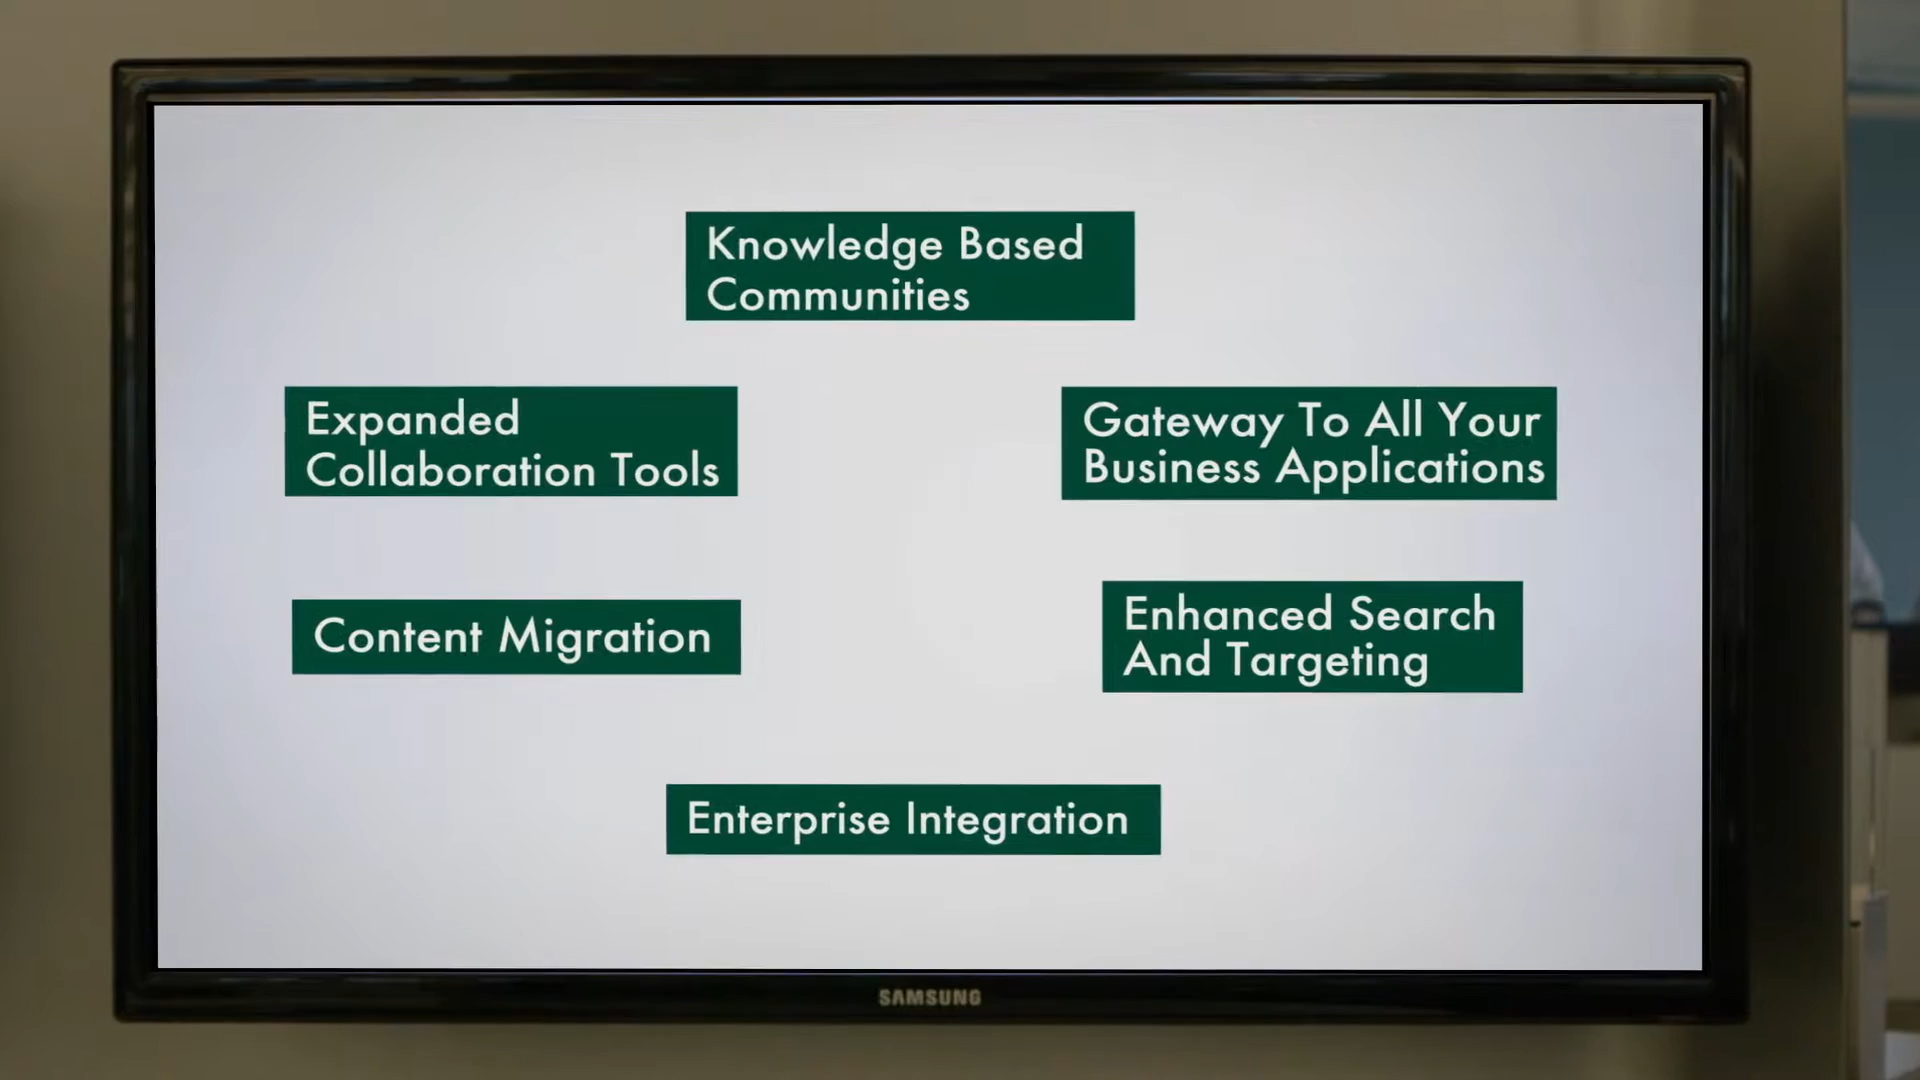 Knowledge Based
Communities
Expanded
Collaboration Tools
Gateway To All Your
Business Applications
Content Migration
Enhanced Search
And Targeting
Enterprise Integration
SAMSUNG